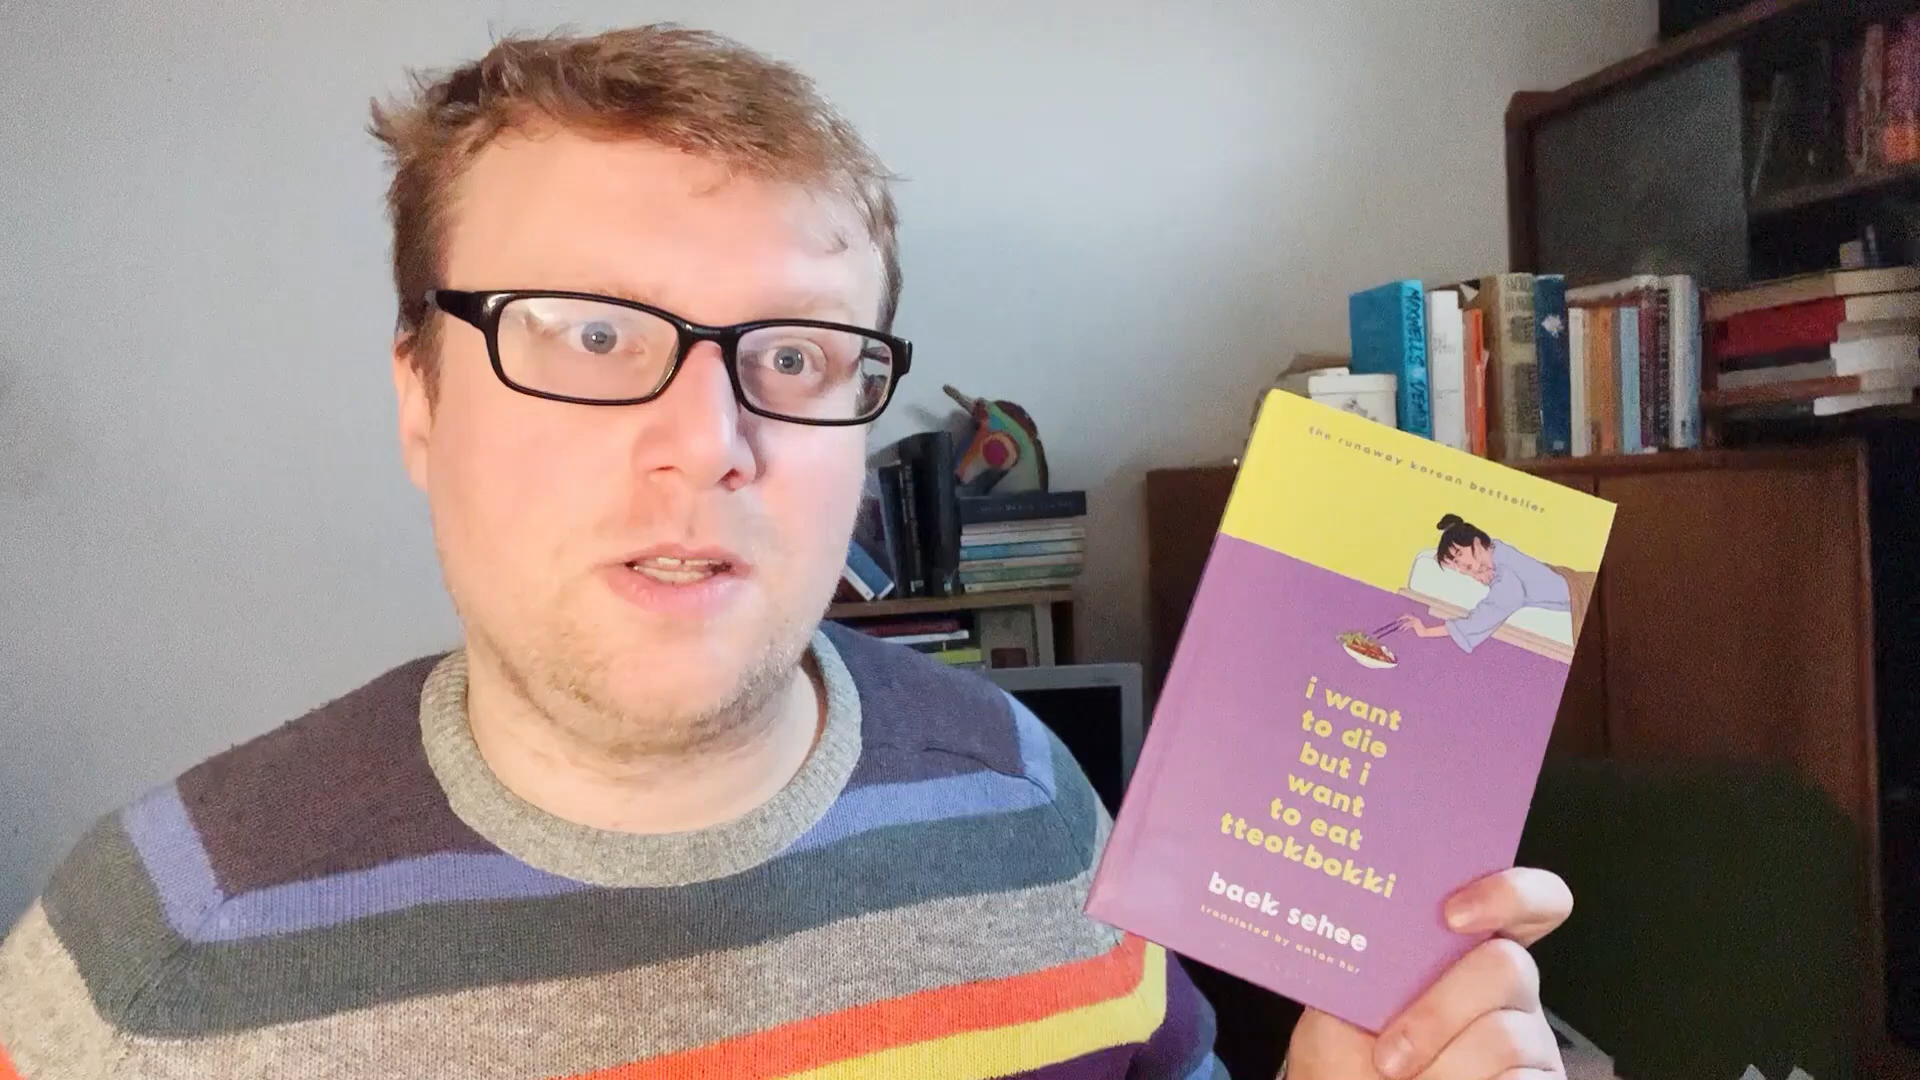 the runaway korean bestseller
i want
to die
but i
want
to eat
tteokbokki
baek sehee
translated by anton hur